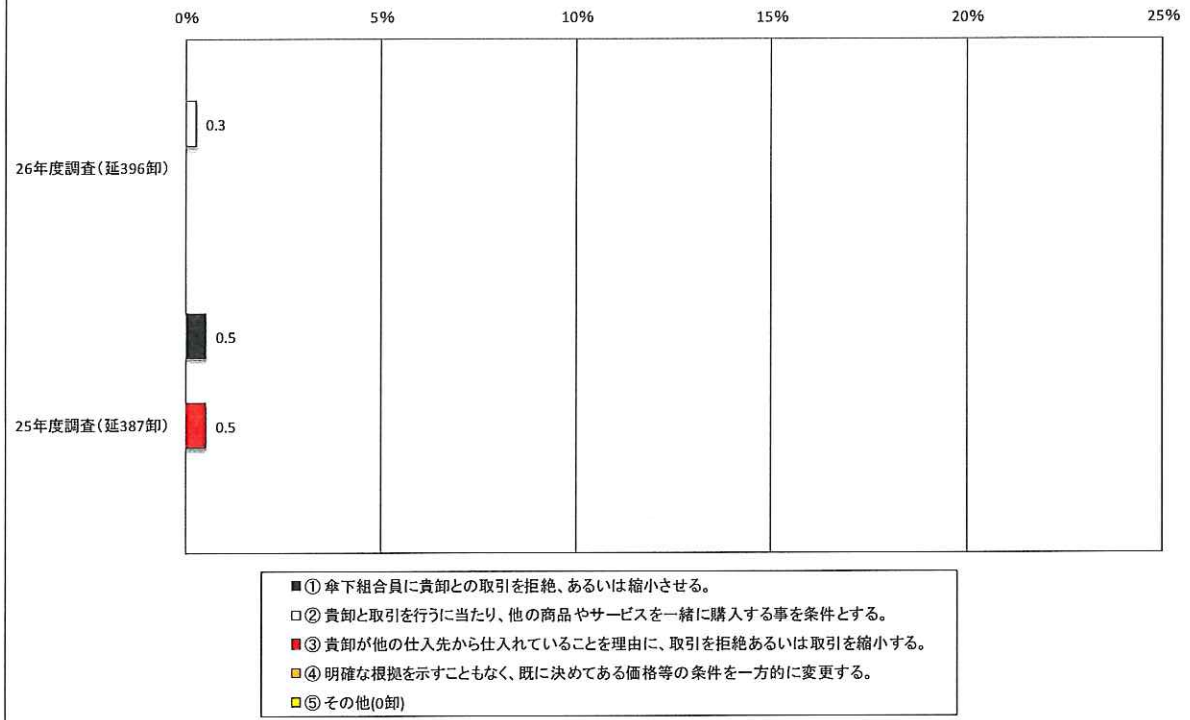 0% 5% 10% 15% 20% 25%
0.3
26年度調査(延396卸)
0.5
25年度調査(延387卸)
0.5
■①傘下組合員に貴卸との取引を拒絶、あるいは縮小させる。
□②貴卸と取引を行うに当たり、他の商品やサービスを一緒に購入する事を条件とする。
■③貴卸が他の仕入先から仕入れていることを理由に、取引を拒絶あるいは取引を縮小する。
■④明確な根拠を示すこともなく、既に決めてある価格等の条件を一方的に変更する。
□⑤その他(0卸)